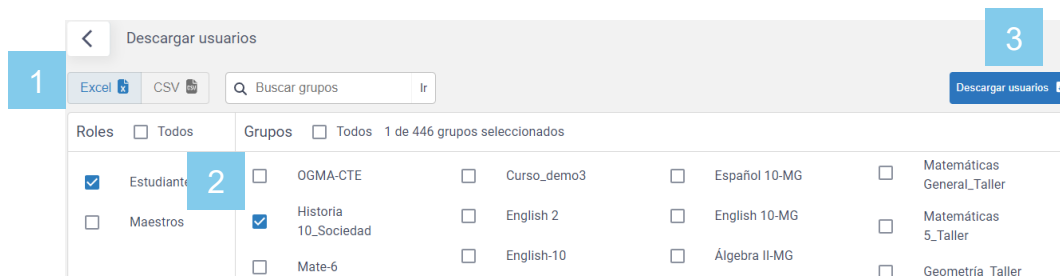 3
Descargar usuarios
1
Excel CSV Buscar grupos Ir Descargar usuarios
Roles Todos Grupos Todos 1 de 446 grupos seleccionados
2
Estudiante OGMA-CTE Curso_demo3 Español 10-MG Matemáticas
General_Taller
Maestros Historia
10_Sociedad English 2 English 10-MG Matemáticas
5_Taller
Mate-6 English-10 Álgebra II-MG Geometría_Taller